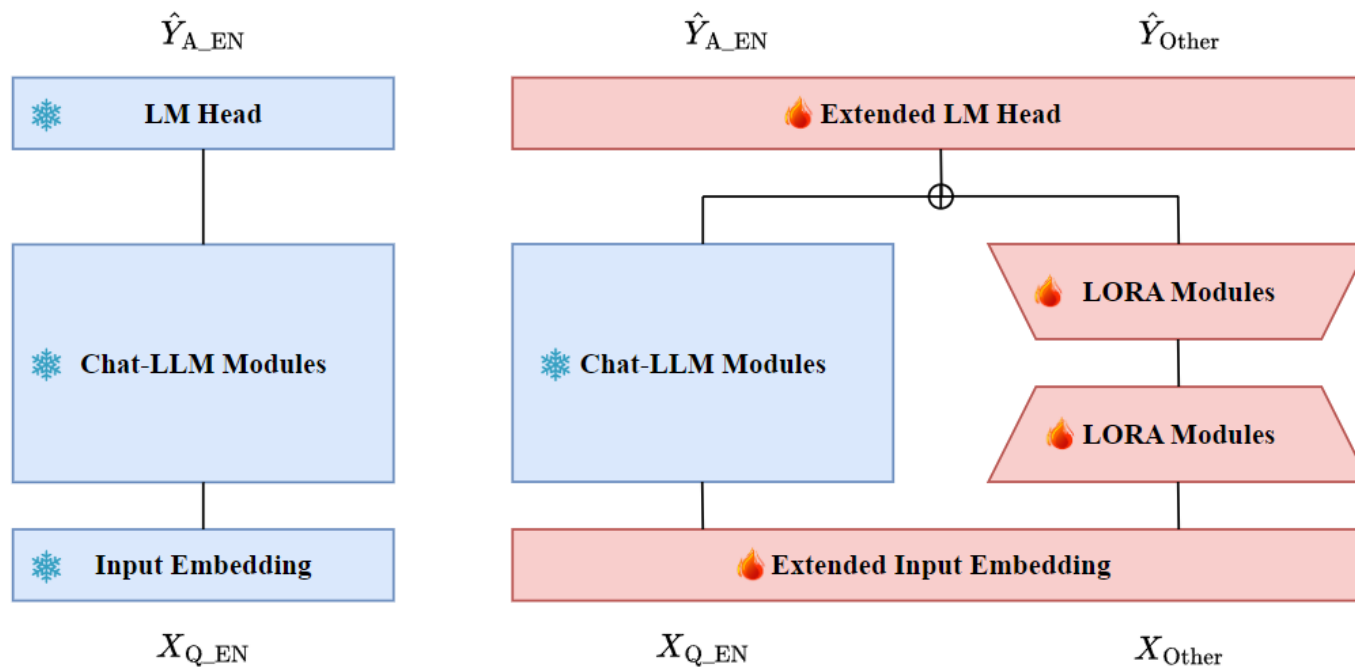 Ŷ_A_EN
Ŷ_A_EN
Ŷ_Other
LM Head
Extended LM Head
Chat-LLM Modules
Chat-LLM Modules
LORA Modules
LORA Modules
Input Embedding
Extended Input Embedding
X_Q_EN
X_Q_EN
X_Other